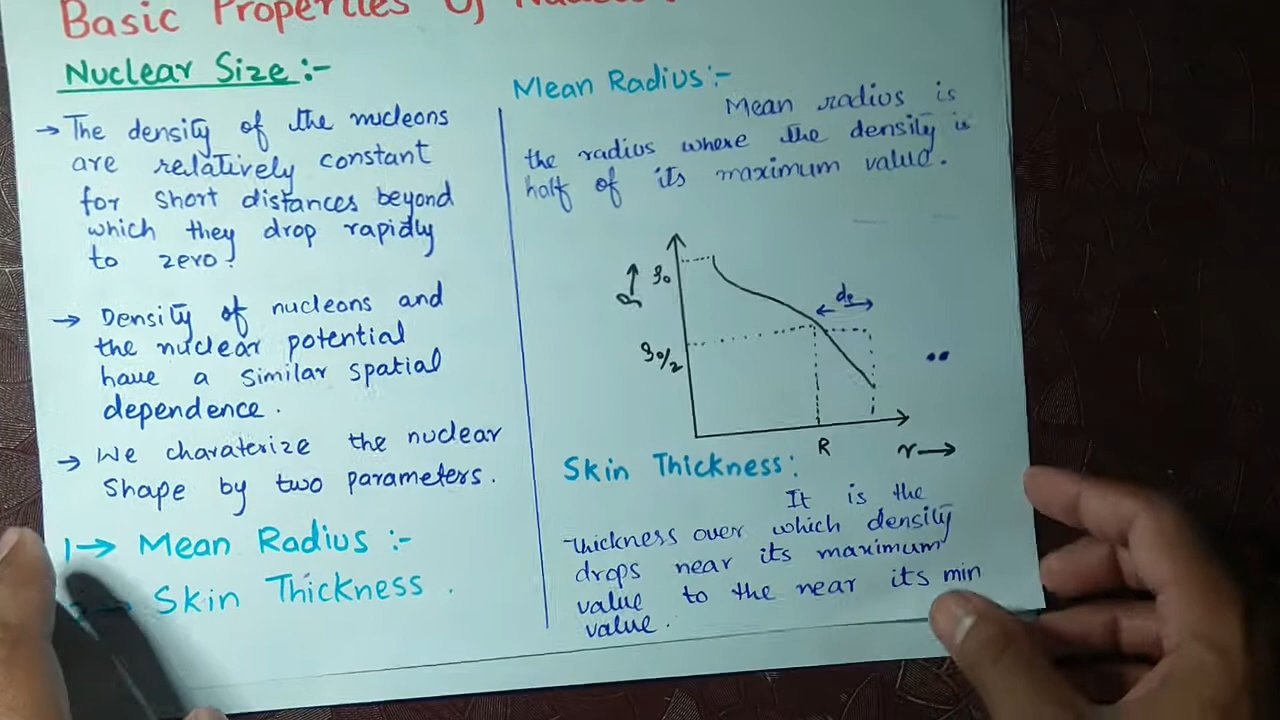 Basic Properties Of
Nuclear Size :-
→ The density of the nucleons
are relatively constant
for short distances beyond
which they drop rapidly
to zero.
→ Density of nucleons and
the nuclear potential
have a similar spatial
dependence.
→ We charaterize the nuclear
shape by two parameters.
1→ Mean Radius :-
Skin Thickness.
Mean Radius :-
Mean radius is
the radius where the density is
half of its maximum value.
ρ →
ρ₀
d₀
ρ₀/2
R
r →
Skin Thickness:
It is the
thickness over which density
drops near its maximum
value to the near its min
value.